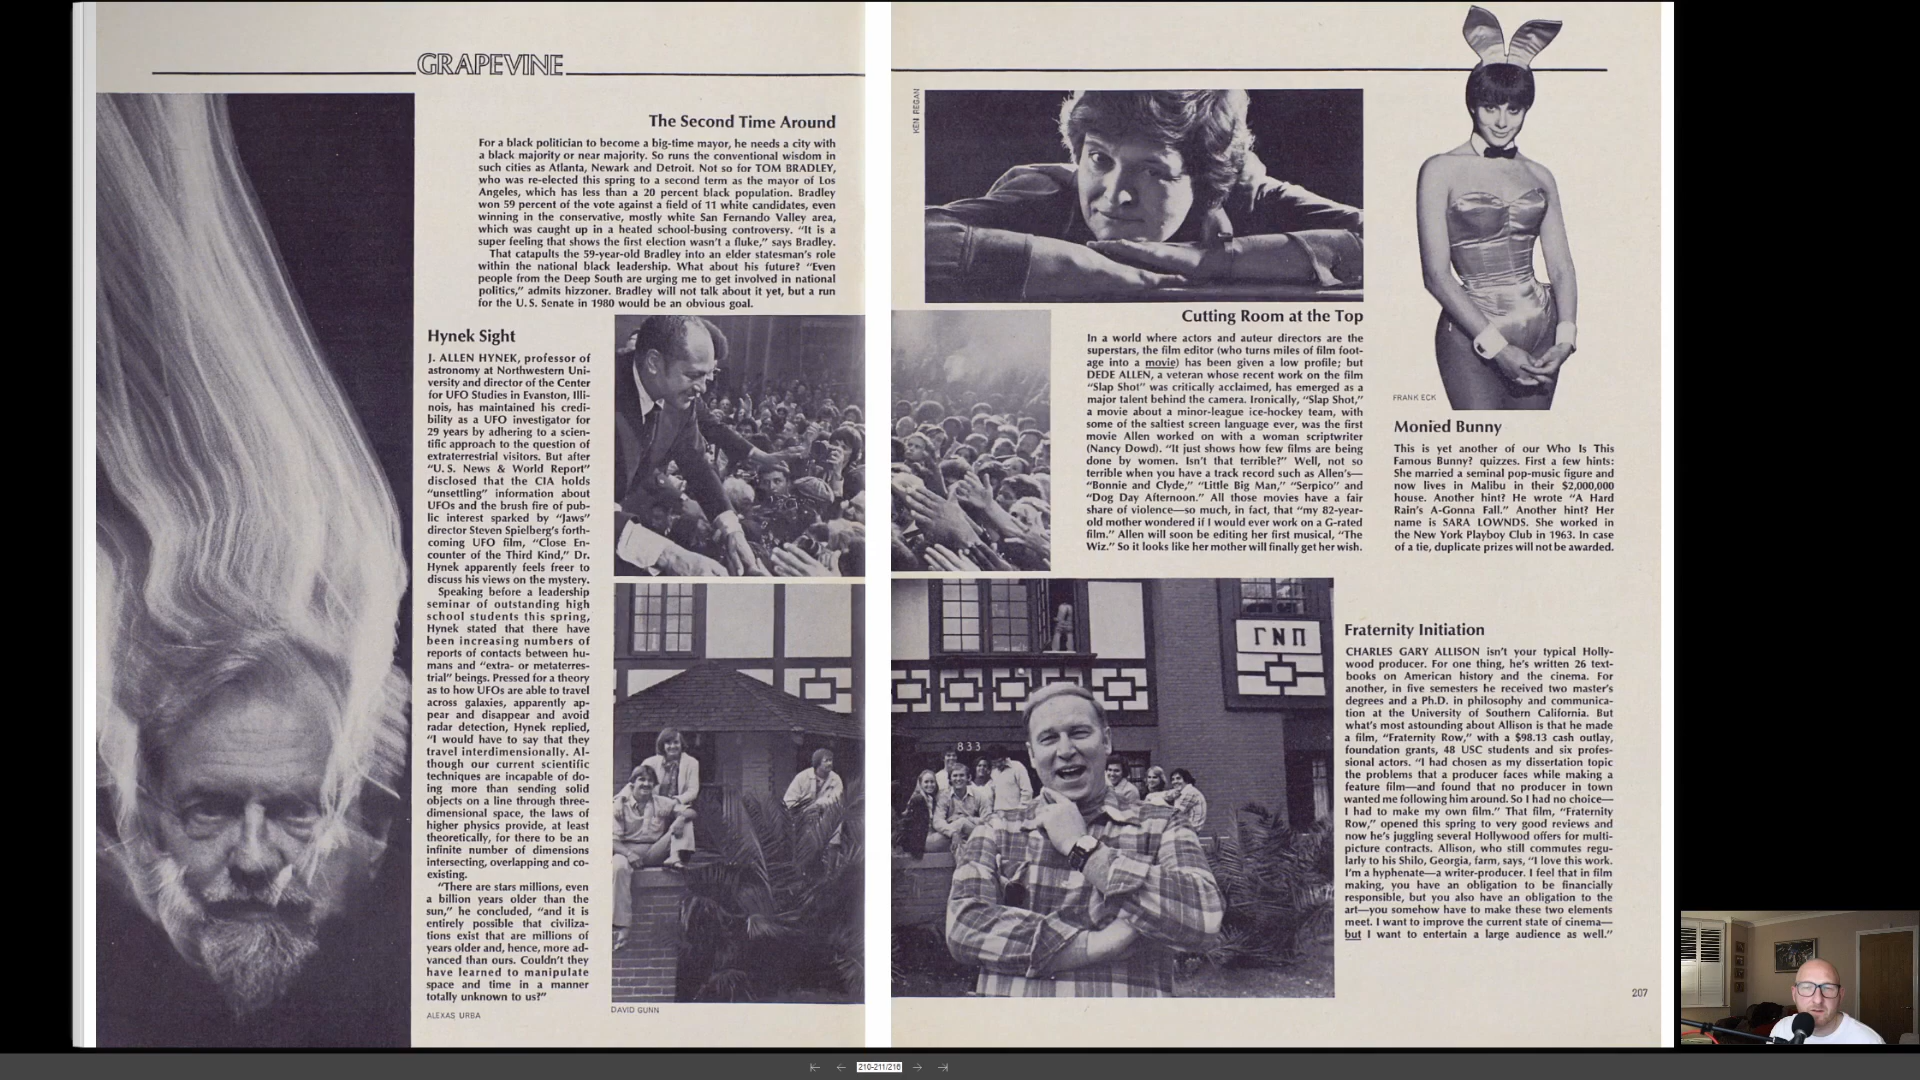 GRAPEVINE
The Second Time Around
For a black politician to become a big-time mayor, he needs a city with
a black majority or near majority. So runs the conventional wisdom in
such cities as Atlanta, Newark and Detroit. Not so for TOM BRADLEY,
who was re-elected this spring to a second term as the mayor of Los
Angeles, which has less than a 20 percent black population. Bradley
won 59 percent of the vote against a field of 11 white candidates, even
winning in the conservative, mostly white San Fernando Valley area,
which was caught up in a heated school-busing controversy. “It is a
super feeling that shows the first election wasn’t a fluke,” says Bradley.
That catapults the 59-year-old Bradley into an elder statesman’s role
within the national black leadership. What about his future? “Even
people from the Deep South are urging me to get involved in national
politics,” admits hizzoner. Bradley will not talk about it yet, but a run
for the U.S. Senate in 1980 would be an obvious goal.
Hynek Sight
J. ALLEN HYNEK, professor of
astronomy at Northwestern Uni-
versity and director of the Center
for UFO Studies in Evanston, Illi-
nois, has maintained his credi-
bility as a UFO investigator for
29 years by adhering to a scien-
tific approach to the question of
extraterrestrial visitors. But after
“U.S. News & World Report”
disclosed that the CIA holds
“unsettling” information about
UFOs and the brush fire of pub-
lic interest sparked by “Jaws”
director Steven Spielberg’s forth-
coming UFO film, “Close En-
counter of the Third Kind,” Dr.
Hynek apparently feels freer to
discuss his views on the mystery.
Speaking before a leadership
seminar of outstanding high
school students this spring,
Hynek stated that there have
been increasing numbers of
reports of contacts between hu-
mans and “extra- or metaterres-
trial” beings. Pressed for a theory
as to how UFOs are able to travel
across galaxies, apparently ap-
pear and disappear and avoid
radar detection, Hynek replied,
“I would have to say that they
travel interdimensionally. Al-
though our current scientific
techniques are incapable of do-
ing more than sending solid
objects on a line through three-
dimensional space, the laws of
higher physics provide, at least
theoretically, for there to be an
infinite number of dimensions
intersecting, overlapping and co-
existing.
“There are stars millions, even
a billion years older than the
sun,” he concluded, “and it is
entirely possible that civiliza-
tions exist that are millions of
years older and, hence, more ad-
vanced than ours. Couldn’t they
have learned to manipulate
space and time in a manner
totally unknown to us?”
ALEXAS URBA
DAVID GUNN
KEN REGAN
Cutting Room at the Top
In a world where actors and auteur directors are the
superstars, the film editor (who turns miles of film foot-
age into a movie) has been given a low profile; but
DEDE ALLEN, a veteran whose recent work on the film
“Slap Shot” was critically acclaimed, has emerged as a
major talent behind the camera. Ironically, “Slap Shot,”
a movie about a minor-league ice-hockey team, with
some of the saltiest screen language ever, was the first
movie Allen worked on with a woman scriptwriter
(Nancy Dowd). “It just shows how few films are being
done by women. Isn’t that terrible?” Well, not so
terrible when you have a track record such as Allen’s—
“Bonnie and Clyde,” “Little Big Man,” “Serpico” and
“Dog Day Afternoon.” All those movies have a fair
share of violence—so much, in fact, that “my 82-year-
old mother wondered if I would ever work on a G-rated
film.” Allen will soon be editing her first musical, “The
Wiz.” So it looks like her mother will finally get her wish.
FRANK ECK
Monied Bunny
This is yet another of our Who Is This
Famous Bunny? quizzes. First a few hints:
She married a seminal pop-music figure and
now lives in Malibu in their $2,000,000
house. Another hint? He wrote “A Hard
Rain’s A-Gonna Fall.” Another hint? Her
name is SARA LOWNDS. She worked in
the New York Playboy Club in 1963. In case
of a tie, duplicate prizes will not be awarded.
ΓΝΠ
833
Fraternity Initiation
CHARLES GARY ALLISON isn’t your typical Holly-
wood producer. For one thing, he’s written 26 text-
books on American history and the cinema. For
another, in five semesters he received two master’s
degrees and a Ph.D. in philosophy and communica-
tion at the University of Southern California. But
what’s most astounding about Allison is that he made
a film, “Fraternity Row,” with a $98.13 cash outlay,
foundation grants, 48 USC students and six profes-
sional actors. “I had chosen as my dissertation topic
the problems that a producer faces while making a
feature film—and found that no producer in town
wanted me following him around. So I had no choice—
I had to make my own film.” That film, “Fraternity
Row,” opened this spring to very good reviews and
now he’s juggling several Hollywood offers for multi-
picture contracts. Allison, who still commutes regu-
larly to his Shilo, Georgia, farm, says, “I love this work.
I’m a hyphenate—a writer-producer. I feel that in film
making, you have an obligation to be financially
responsible, but you also have an obligation to the
art—you somehow have to make these two elements
meet. I want to improve the current state of cinema—
but I want to entertain a large audience as well.”
207
210-211/216